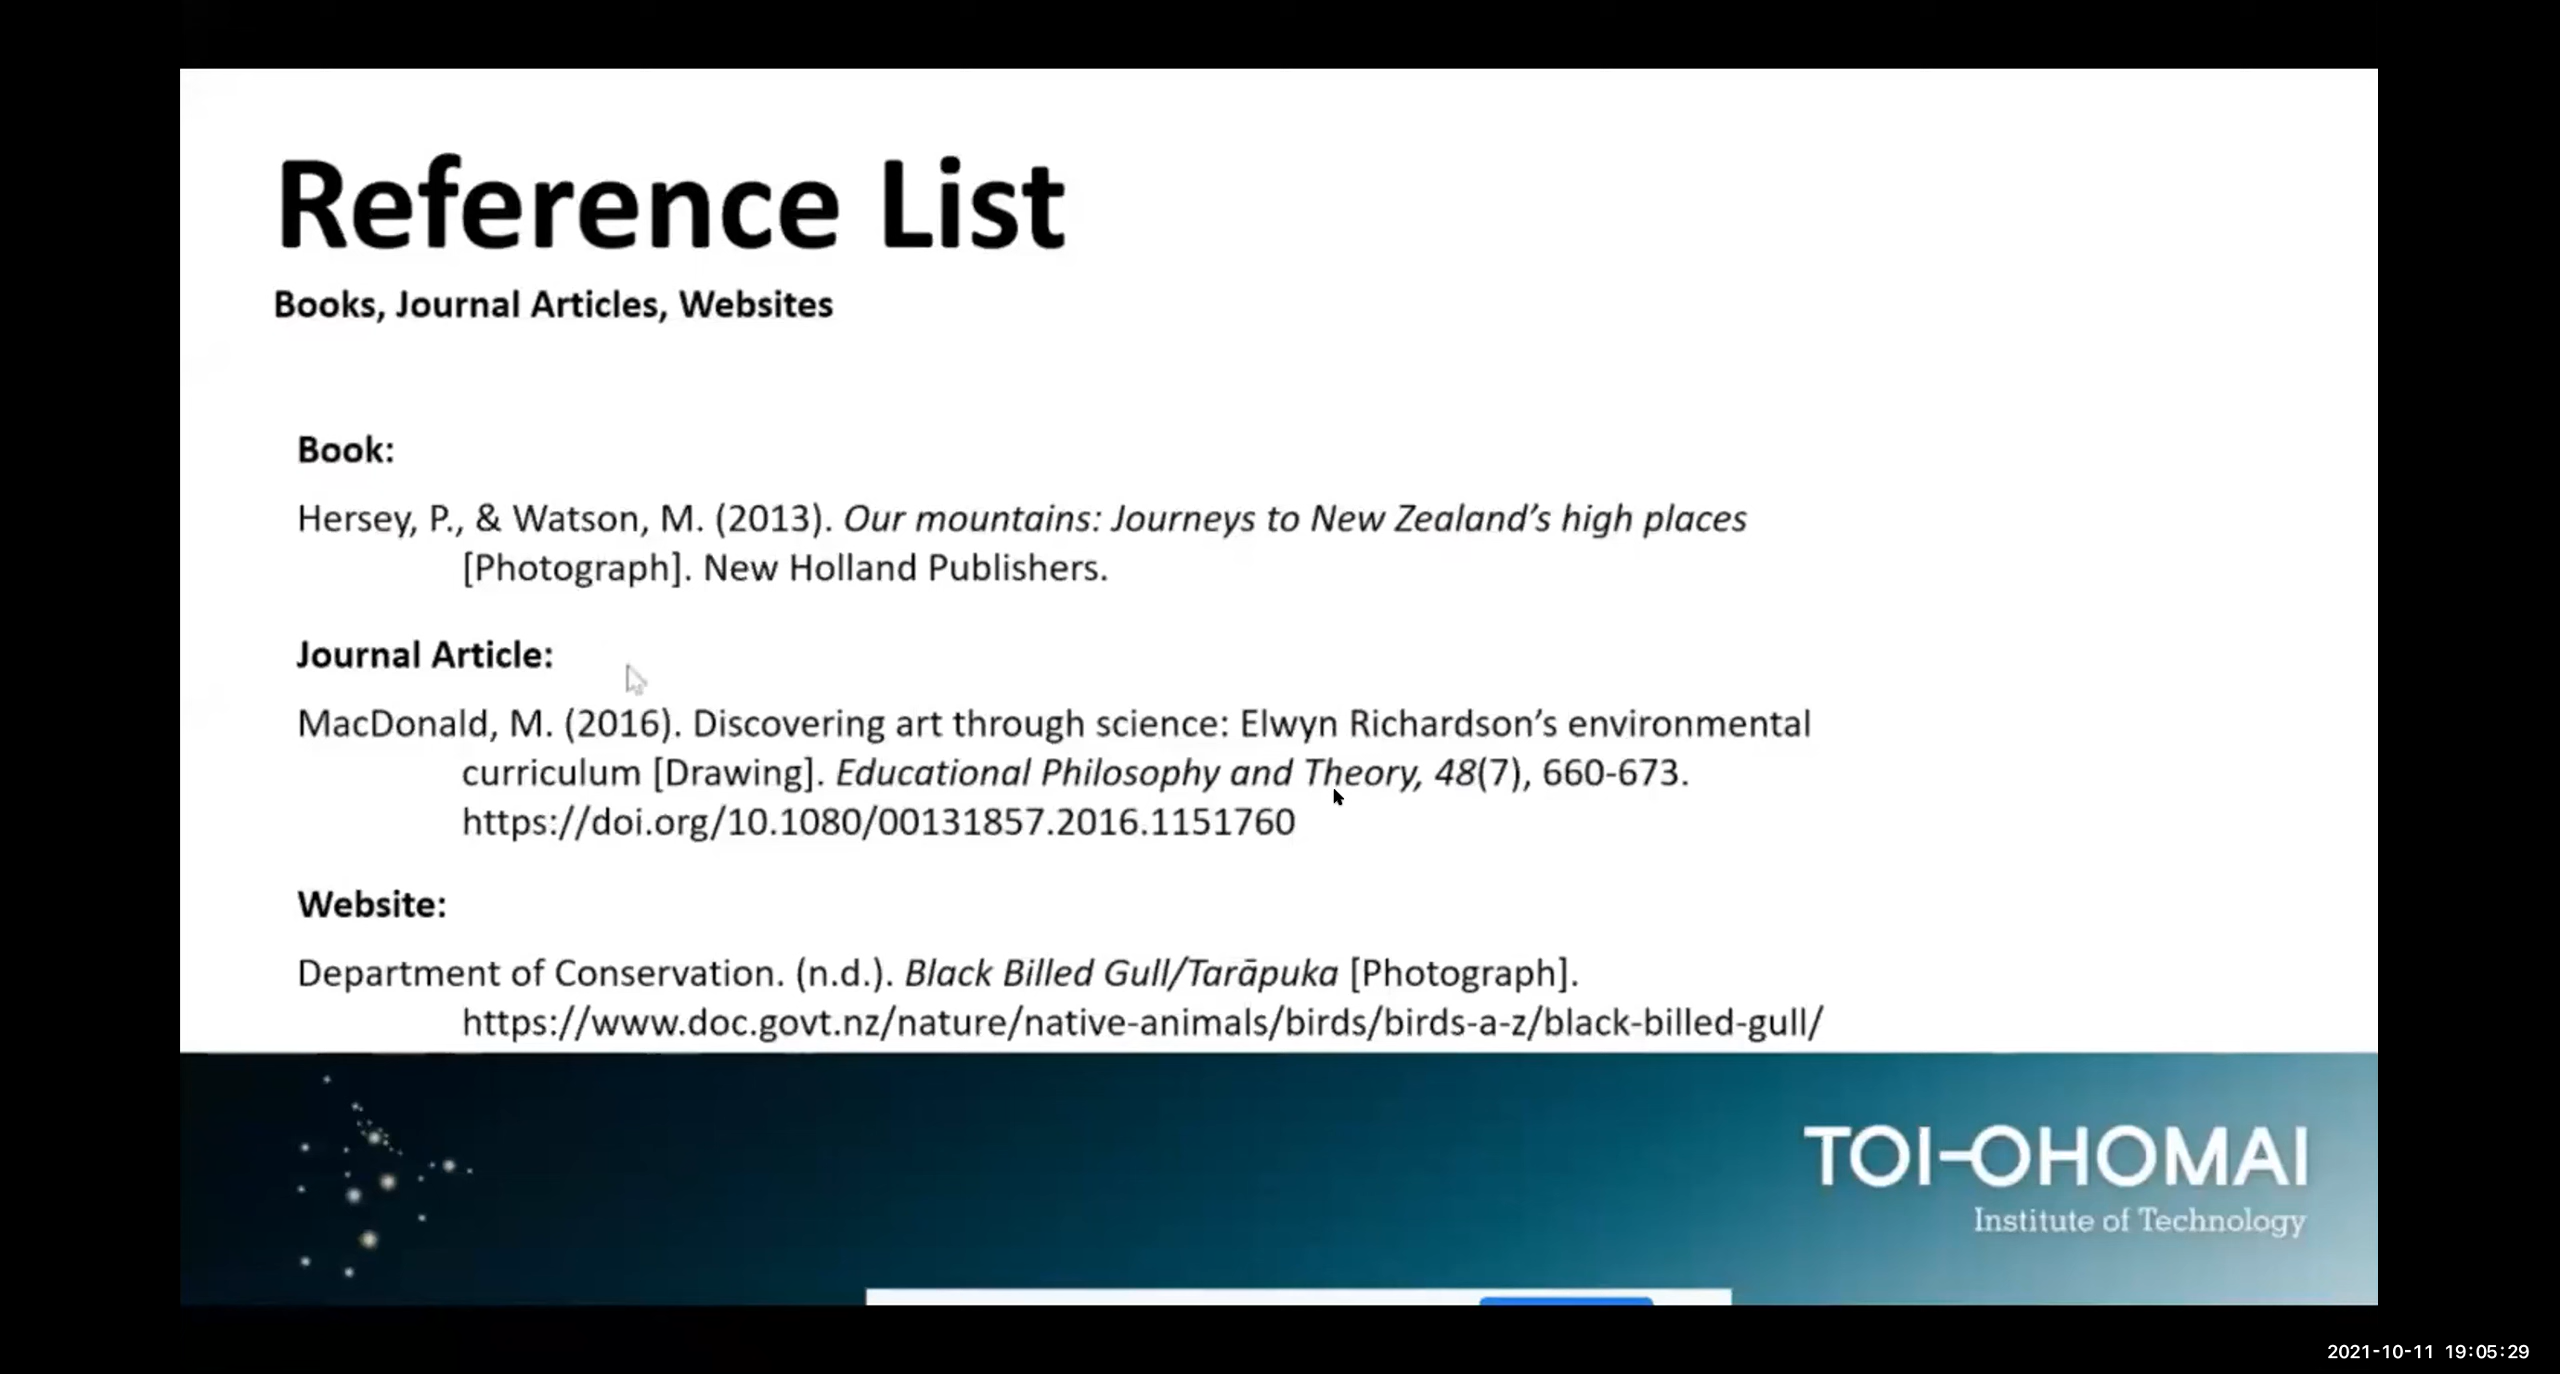 Reference List
Books, Journal Articles, Websites
Book:
Hersey, P., & Watson, M. (2013). Our mountains: Journeys to New Zealand’s high places
[Photograph]. New Holland Publishers.
Journal Article:
MacDonald, M. (2016). Discovering art through science: Elwyn Richardson’s environmental
curriculum [Drawing]. Educational Philosophy and Theory, 48(7), 660-673.
https://doi.org/10.1080/00131857.2016.1151760
Website:
Department of Conservation. (n.d.). Black Billed Gull/Tarāpuka [Photograph].
https://www.doc.govt.nz/nature/native-animals/birds/birds-a-z/black-billed-gull/
TOI-OHOMAI
Institute of Technology
2021-10-11 19:05:29